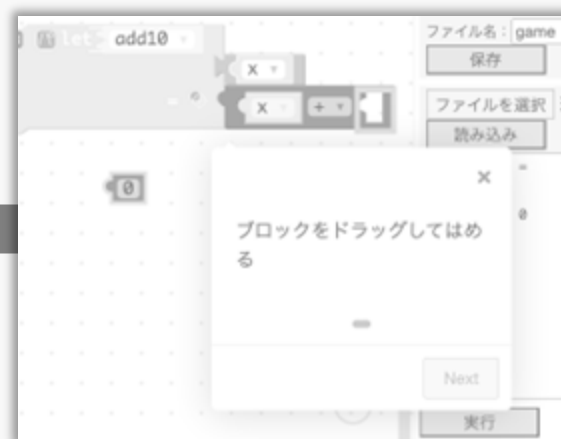 let add10
ファイル名： game
x
保存
x + 
ファイルを選択
読み込み
0
=
0
ブロックをドラッグしてはめ
る
Next
実行